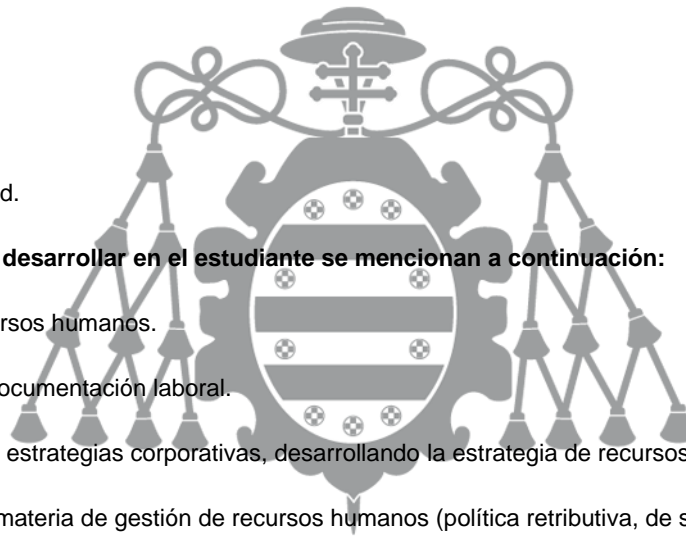 d.
desarrollar en el estudiante se mencionan a continuación:
ursos humanos.
ocumentación laboral.
estrategias corporativas, desarrollando la estrategia de recursos
materia de gestión de recursos humanos (política retributiva, de s